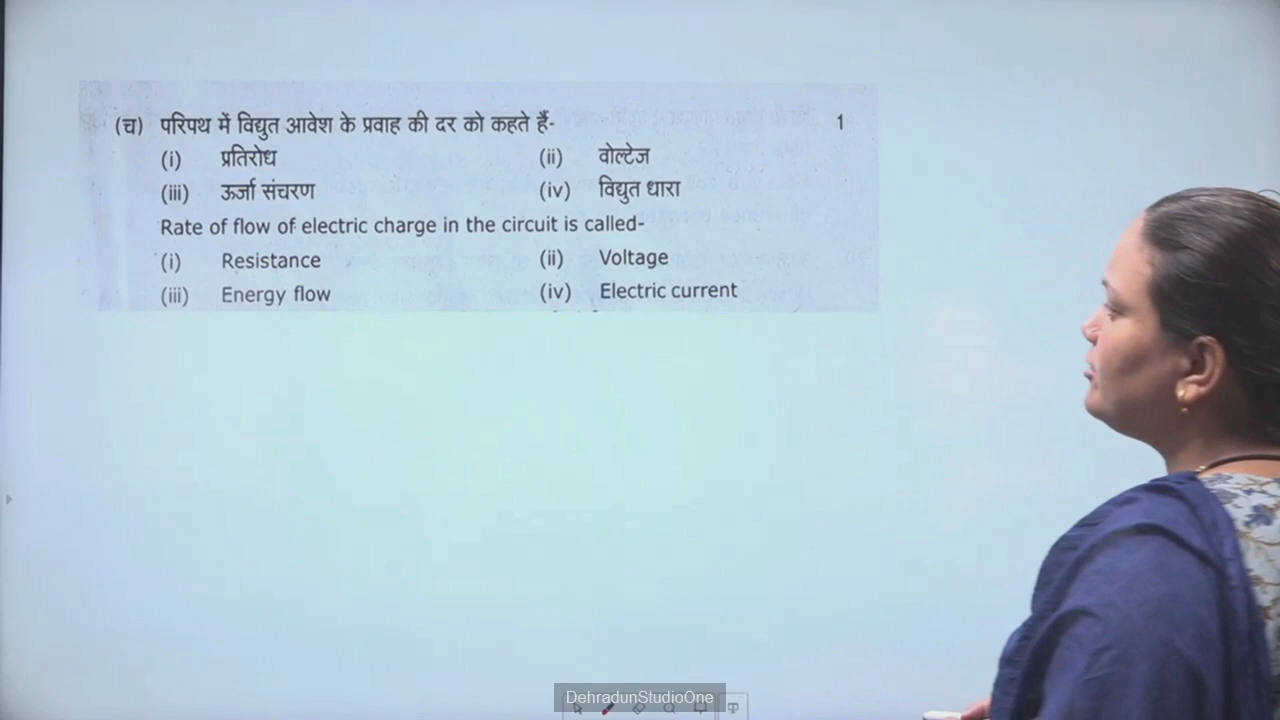 (च) परिपथ में विद्युत आवेश के प्रवाह की दर को कहते हैं- 1
(i) प्रतिरोध (ii) वोल्टेज
(iii) ऊर्जा संचरण (iv) विद्युत धारा
Rate of flow of electric charge in the circuit is called-
(i) Resistance (ii) Voltage
(iii) Energy flow (iv) Electric current
DehradunStudioOne